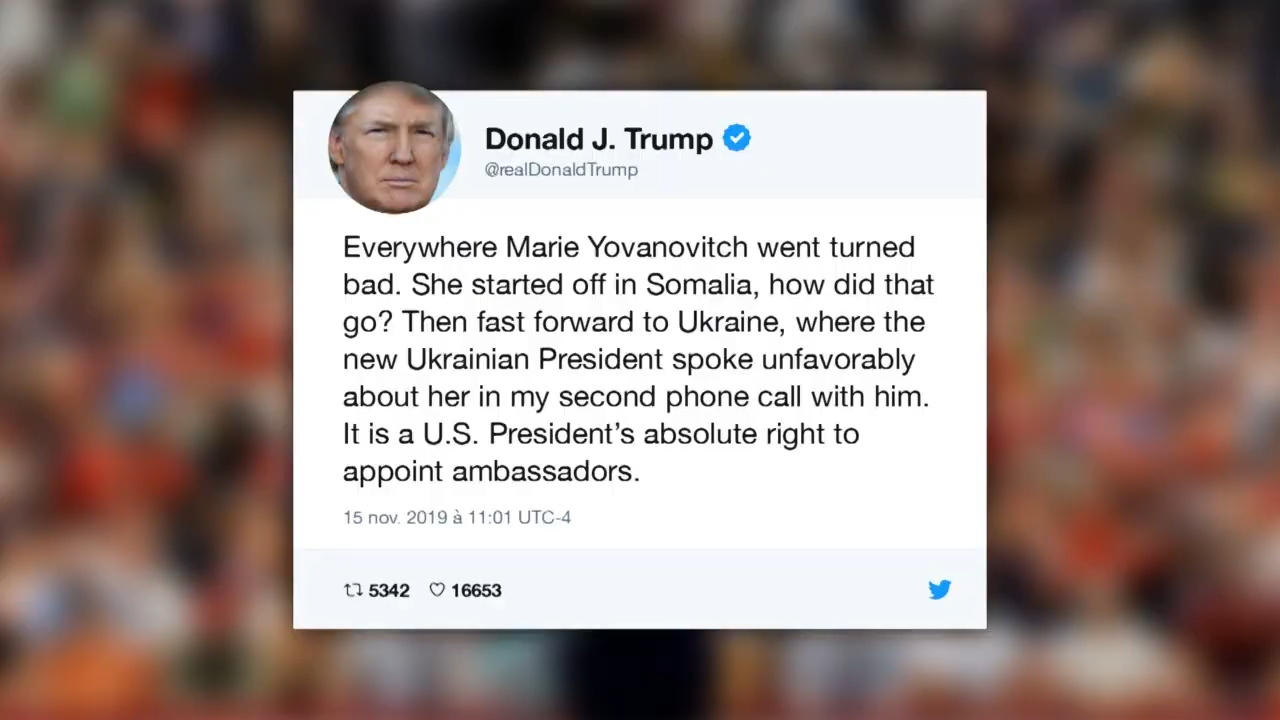 Donald J. Trump
@realDonaldTrump
Everywhere Marie Yovanovitch went turned
bad. She started off in Somalia, how did that
go? Then fast forward to Ukraine, where the
new Ukrainian President spoke unfavorably
about her in my second phone call with him.
It is a U.S. President’s absolute right to
appoint ambassadors.
15 nov. 2019 à 11:01 UTC-4
5342 16653